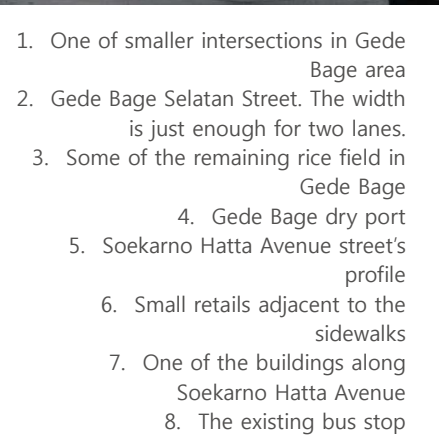 1. One of smaller intersections in Gede
Bage area
2. Gede Bage Selatan Street. The width
is just enough for two lanes.
3. Some of the remaining rice field in
Gede Bage
4. Gede Bage dry port
5. Soekarno Hatta Avenue street's
profile
6. Small retails adjacent to the
sidewalks
7. One of the buildings along
Soekarno Hatta Avenue
8. The existing bus stop